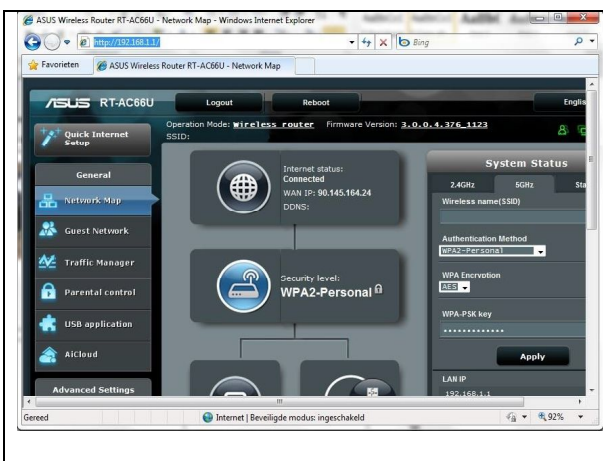 ASUS Wireless Router RT-AC66U - Network Map - Windows Internet Explorer
http://192.168.1.1/
Bing
Favorieten
ASUS Wireless Router RT-AC66U - Network Map
ASUS RT-AC66U
Logout
Reboot
Englis
Operation Mode: Wireless router Firmware Version: 3.0.0.4.376_1123
SSID:
Quick Internet
Setup
General
Network Map
Guest Network
Traffic Manager
Parental control
USB application
AiCloud
Advanced Settings
Internet status:
Connected
WAN IP: 90.145.164.24
DDNS:
Security level:
WPA2-Personal
System Status
2.4GHz
5GHz
Sta
Wireless name(SSID)
Authentication Method
WPA2-Personal
WPA Encryption
AES
WPA-PSK key
•••••••••••••
Apply
LAN IP
192.168.1.1
Gereed
Internet | Beveiligde modus: ingeschakeld
92%